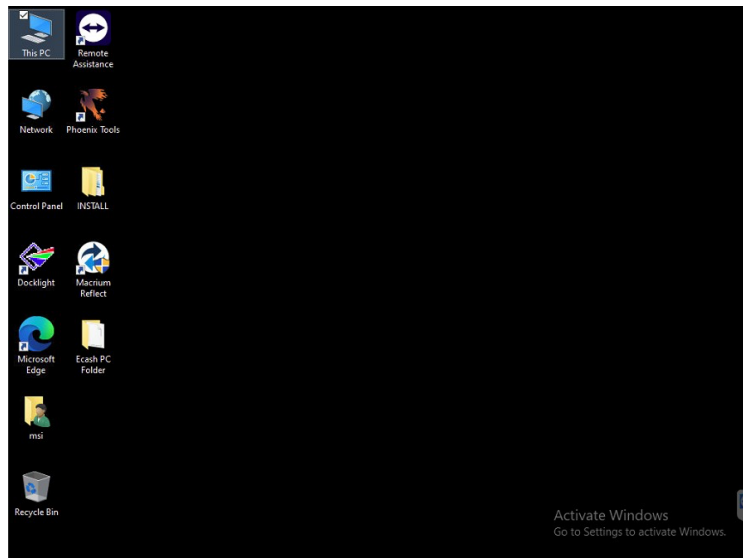 This PC
Remote
Assistance
Network
Phoenix Tools
Control Panel
INSTALL
Docklight
Macrium
Reflect
Microsoft
Edge
Ecash PC
Folder
msi
Recycle Bin
Activate Windows
Go to Settings to activate Windows.